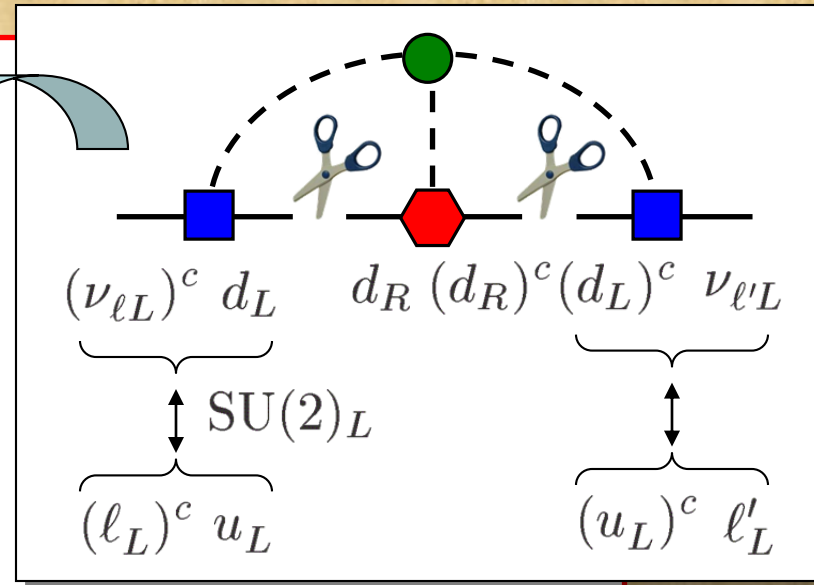 (ν_{ℓL})^c d_L d_R (d_R)^c (d_L)^c ν_{ℓ'L}
SU(2)_L
(ℓ_L)^c u_L (u_L)^c ℓ'_L